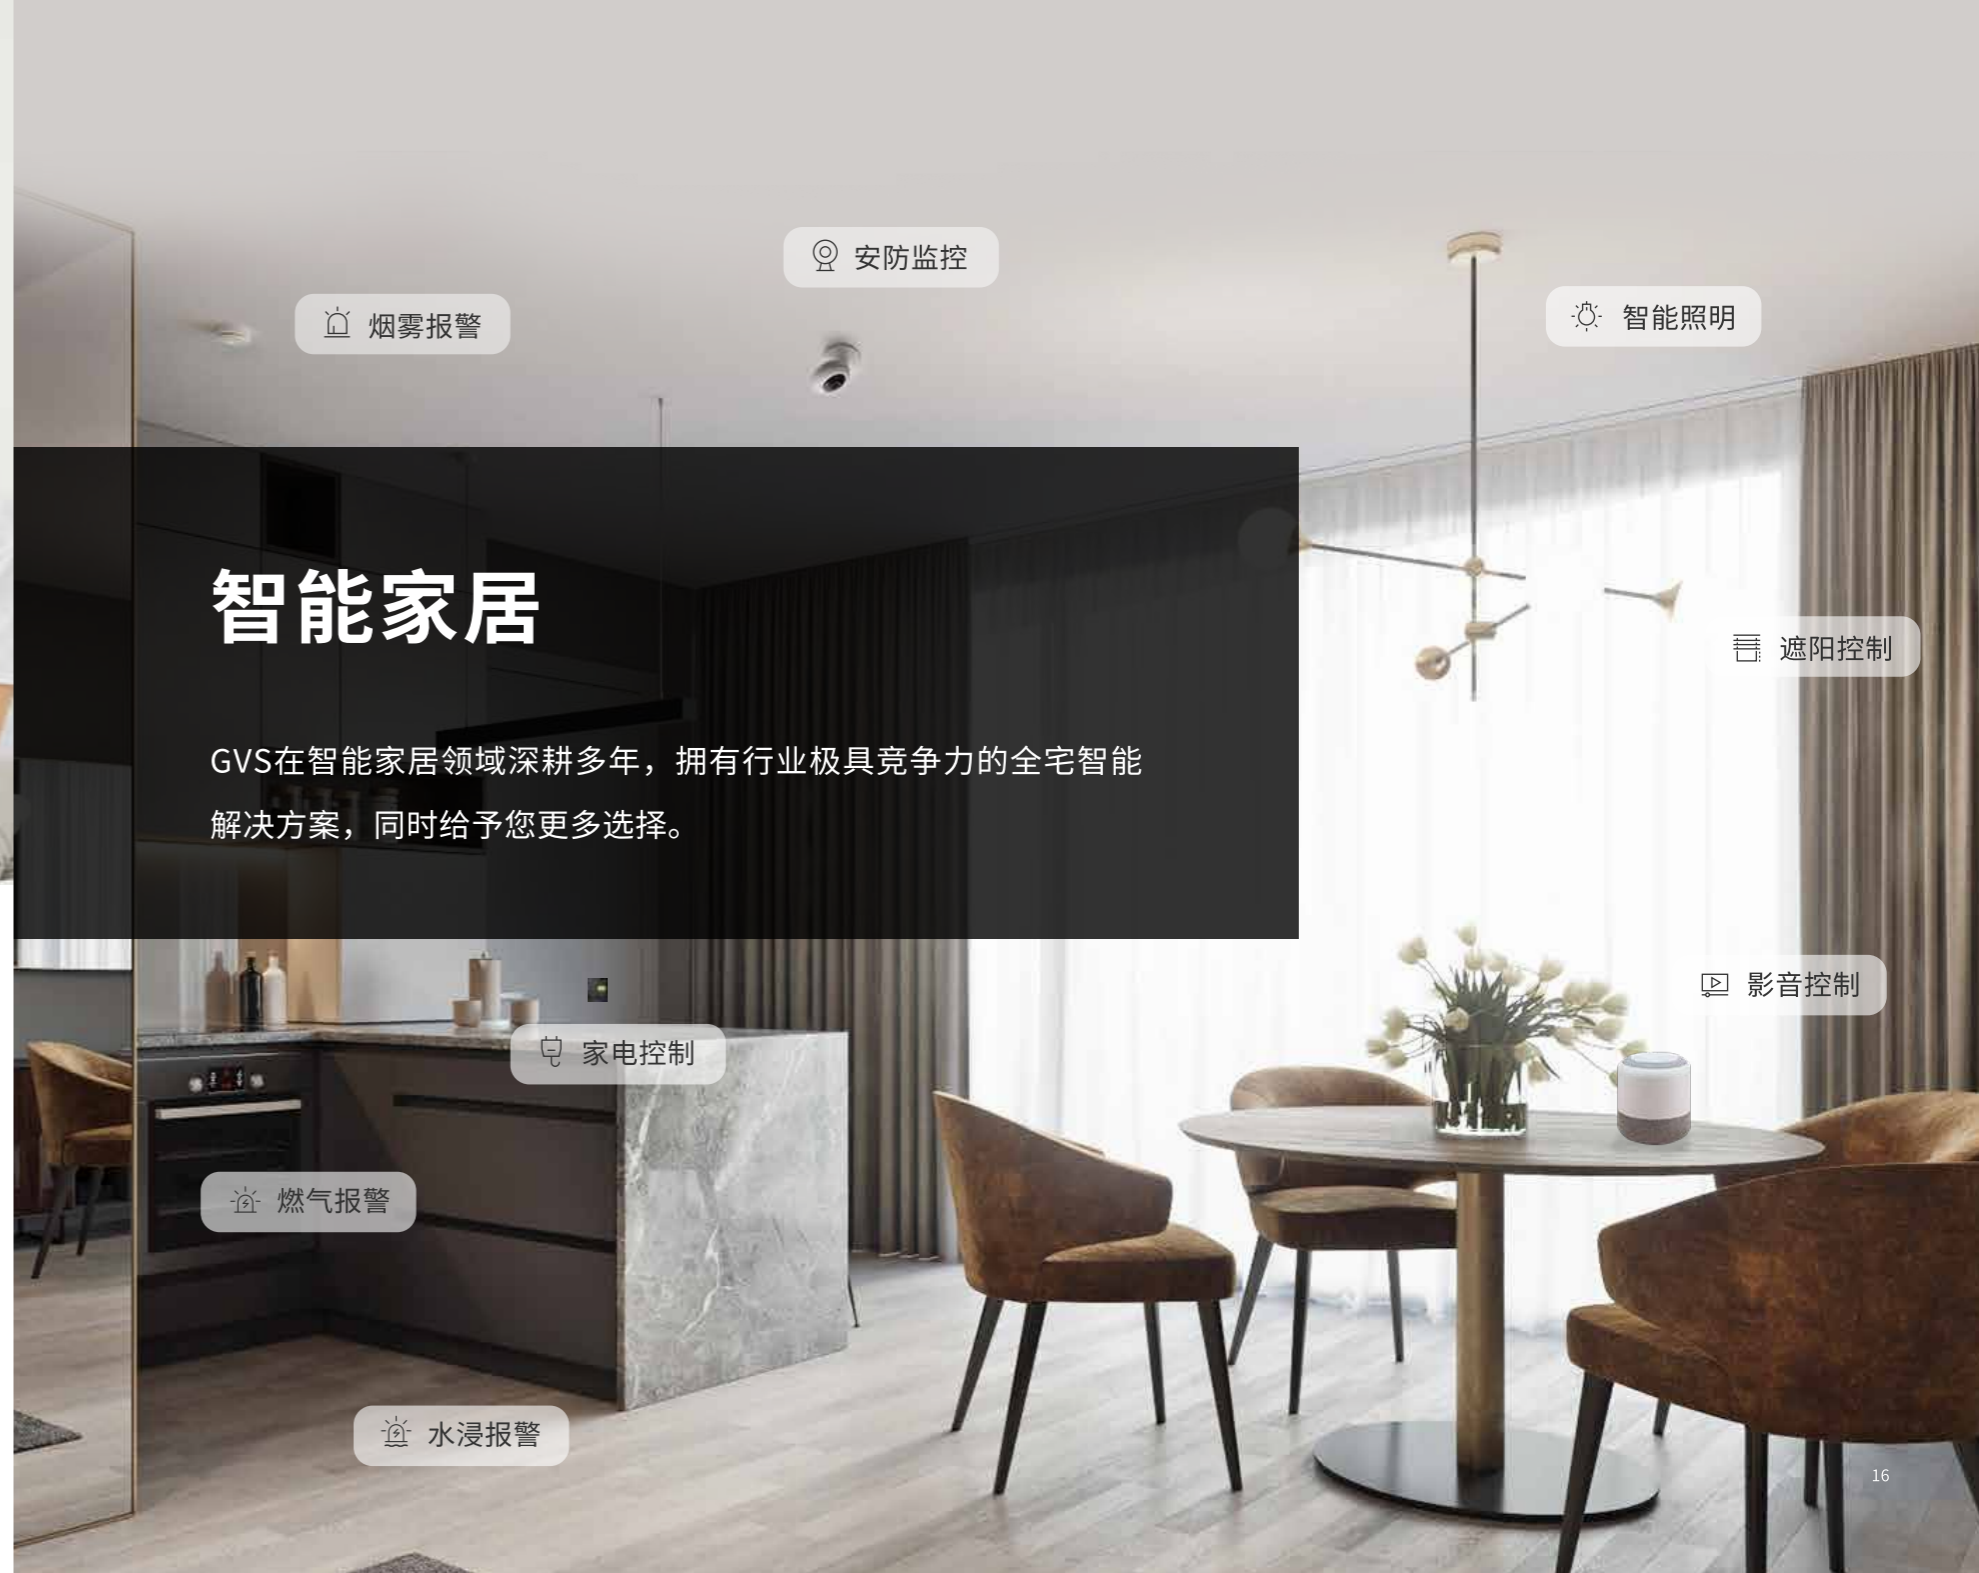 安防监控
智能照明
烟雾报警
智能家居
遮阳控制
GVS在智能家居领域深耕多年，拥有行业极具竞争力的全宅智能
解决方案，同时给予您更多选择。
影音控制
家电控制
燃气报警
水浸报警
16